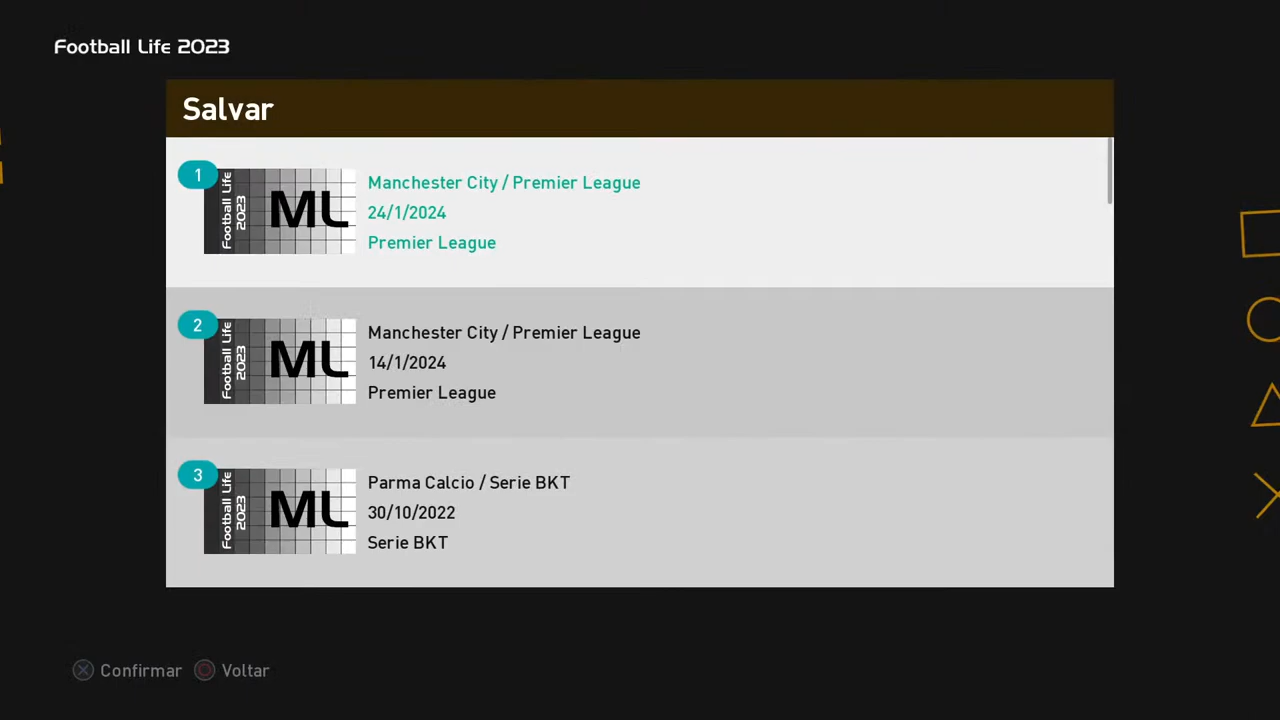 Football Life 2023
Salvar
1
Football Life
2023
ML
Manchester City / Premier League
24/1/2024
Premier League
2
Football Life
2023
ML
Manchester City / Premier League
14/1/2024
Premier League
3
Football Life
2023
ML
Parma Calcio / Serie BKT
30/10/2022
Serie BKT
Confirmar Voltar